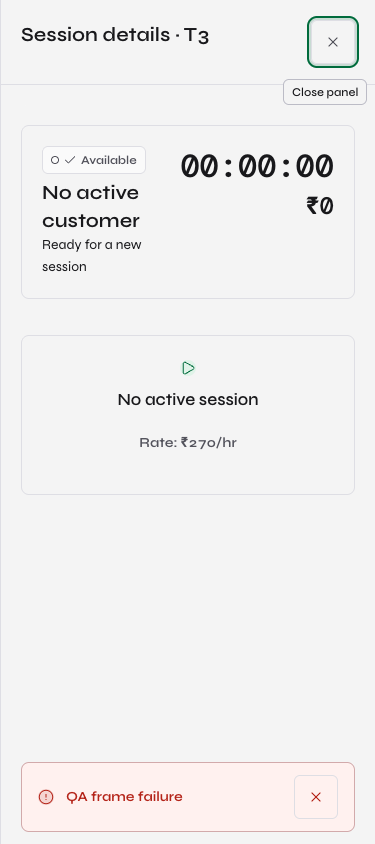 Session details · T3
Close panel
Available
00:00:00
No active
customer
₹0
Ready for a new
session
No active session
Rate: ₹270/hr
QA frame failure